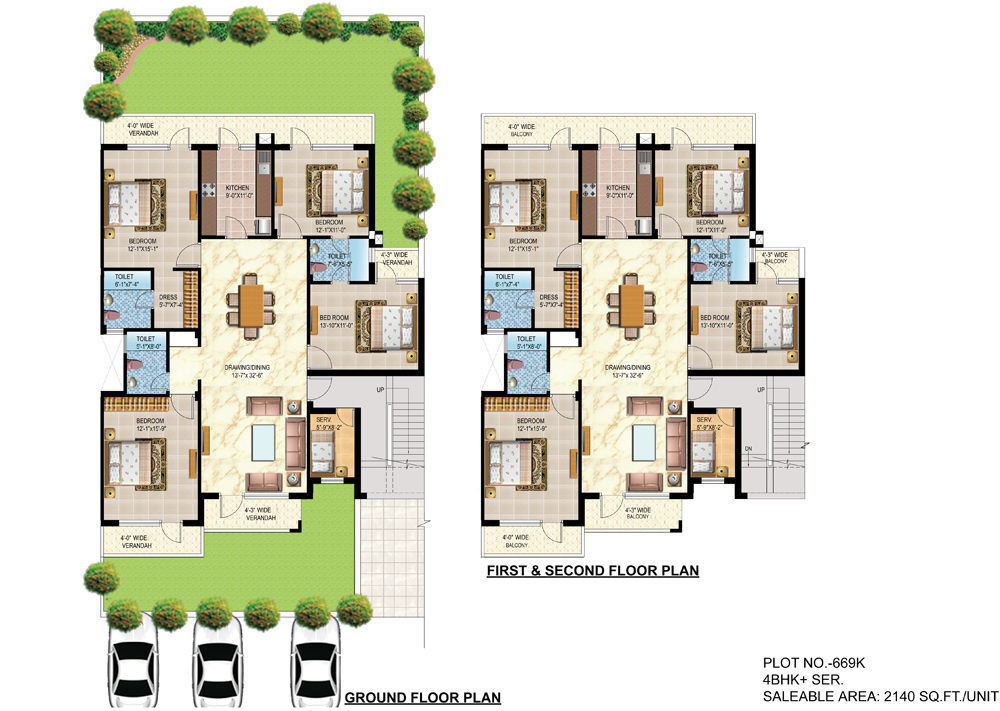 4'-0" WIDE
VERANDAH
KITCHEN
9'-0"X11'-0"
BEDROOM
12'-1"X11'-0"
BEDROOM
12'-1"X15'-1"
TOILET
7'-6"X5'-5"
4'-3" WIDE
VERANDAH
TOILET
6'-1"x7'-4"
DRESS
5'-7"X7'-4"
BED ROOM
13'-10"X11'-0"
TOILET
5'-1"X8'-0"
DRAWING/DINING
13'-7"x 32'-6"
UP
BEDROOM
12'-1"x15'-9"
SERV.
5'-9"X8'-2"
4'-3" WIDE
VERANDAH
4'-0" WIDE
VERANDAH
GROUND FLOOR PLAN
4'-0" WIDE
BALCONY
KITCHEN
9'-0"X11'-0"
BEDROOM
12'-1"X11'-0"
BEDROOM
12'-1"X15'-1"
TOILET
7'-6"X5'-5"
4'-3" WIDE
BALCONY
TOILET
6'-1"x7'-4"
DRESS
5'-7"X7'-4"
BED ROOM
13'-10"X11'-0"
TOILET
5'-1"X8'-0"
DRAWING/DINING
13'-7"x 32'-6"
UP
BEDROOM
12'-1"x15'-9"
SERV.
5'-9"X8'-2"
DN
4'-3" WIDE
BALCONY
4'-0" WIDE
BALCONY
FIRST & SECOND FLOOR PLAN
PLOT NO.-669K
4BHK+ SER.
SALEABLE AREA: 2140 SQ.FT./UNIT